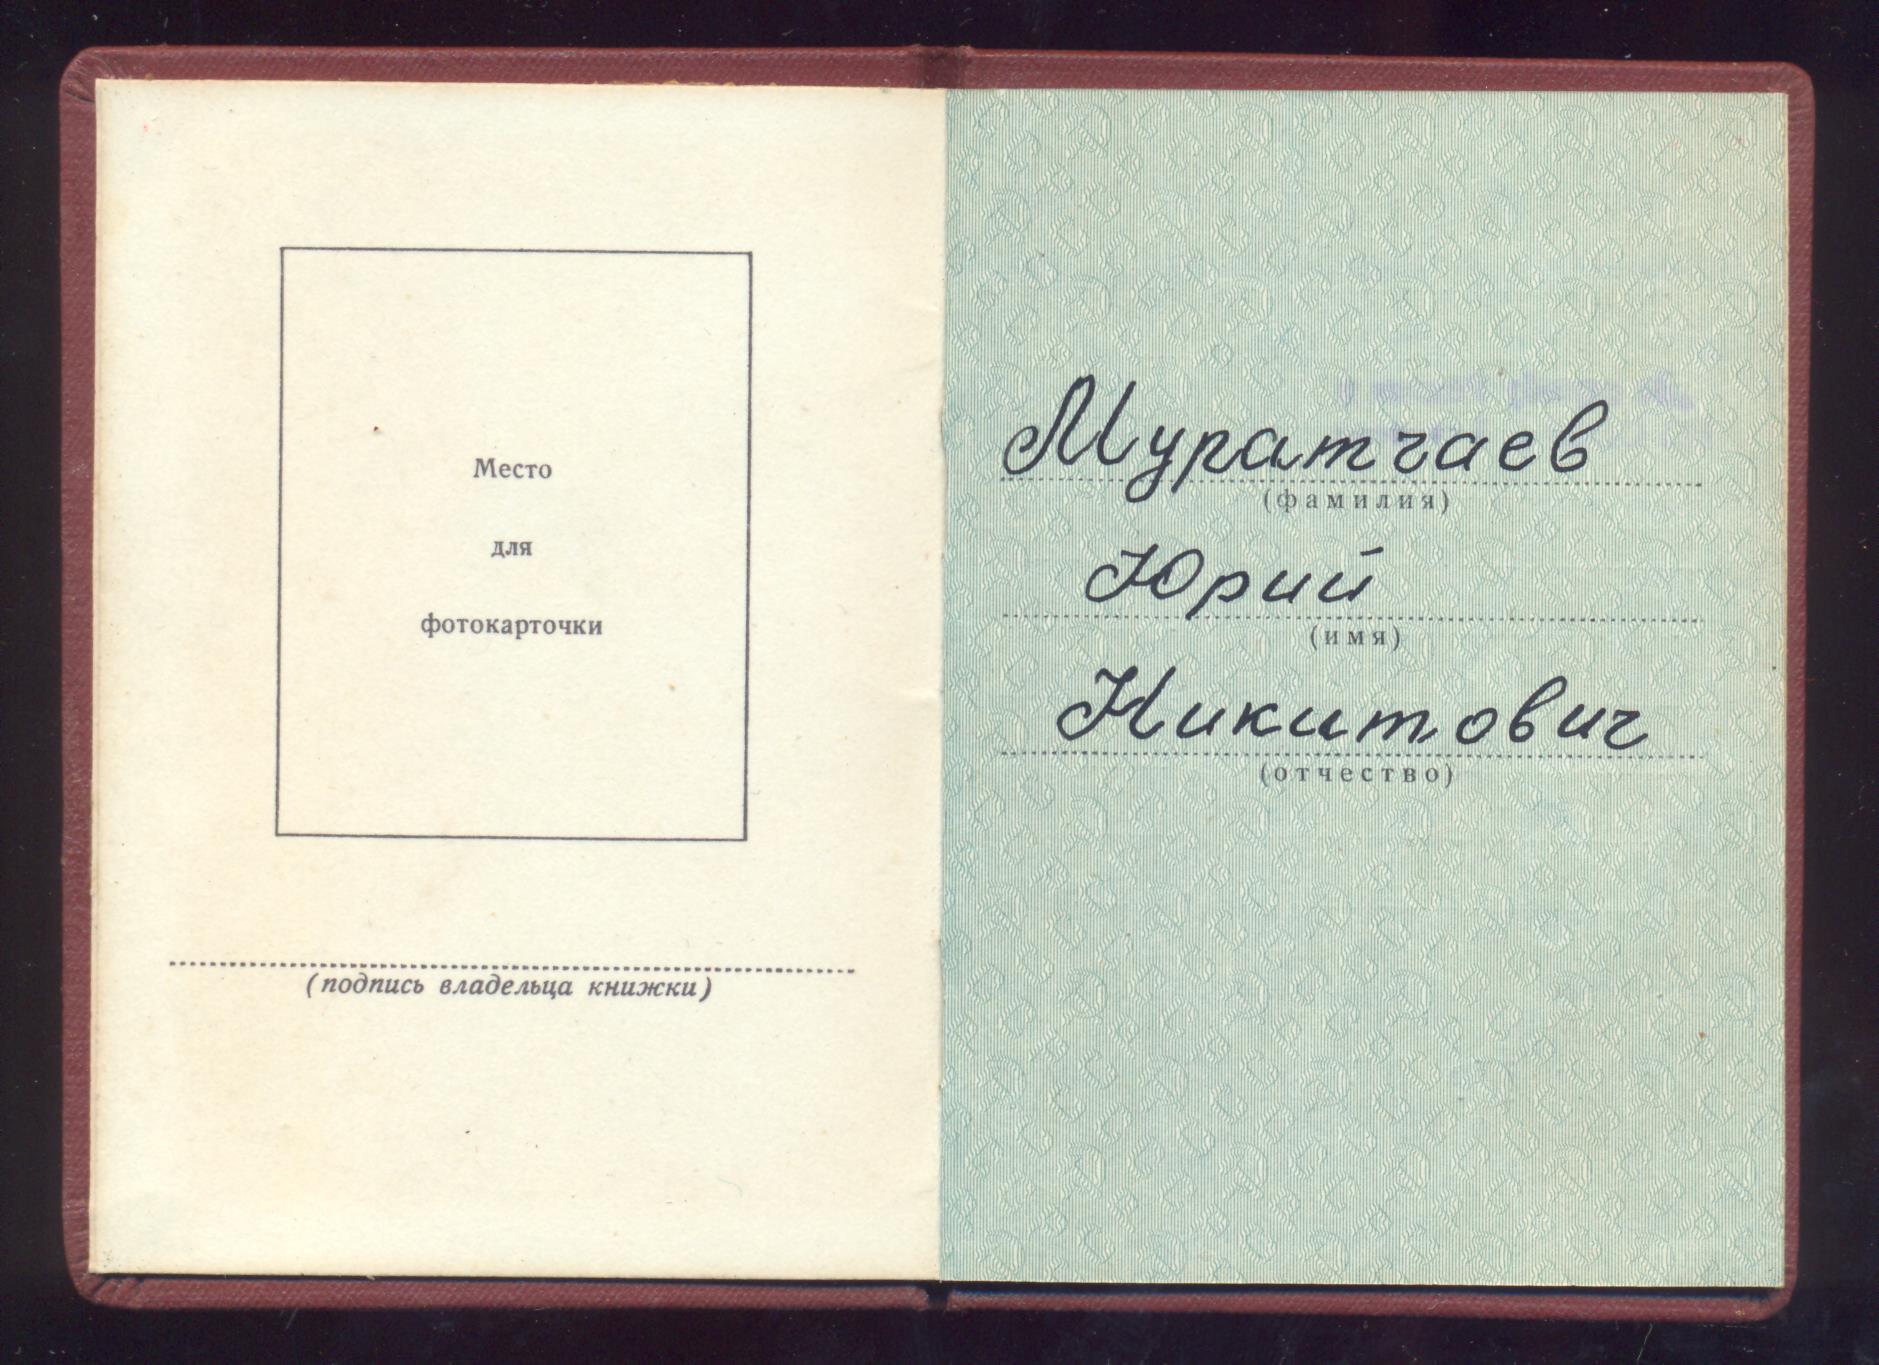 Место
для
фотокарточки
(подпись владельца книжки)
Муратчаев
(фамилия)
Юрий
(имя)
Никитович
(отчество)